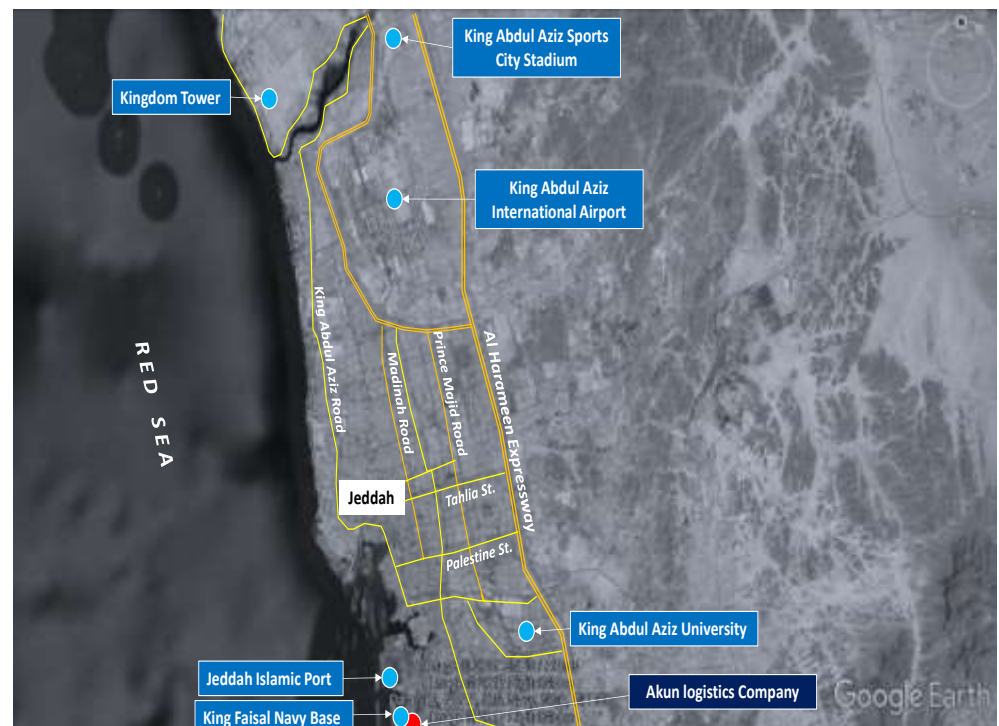 King Abdul Aziz Sports
City Stadium
Kingdom Tower
King Abdul Aziz
International Airport
RED SEA
King Abdul Aziz Road
Madinah Road
Prince Majid Road
Al Harameen Expressway
Jeddah
Tahlia St.
Palestine St.
King Abdul Aziz University
Jeddah Islamic Port
Akun logistics Company
King Faisal Navy Base
Google Earth